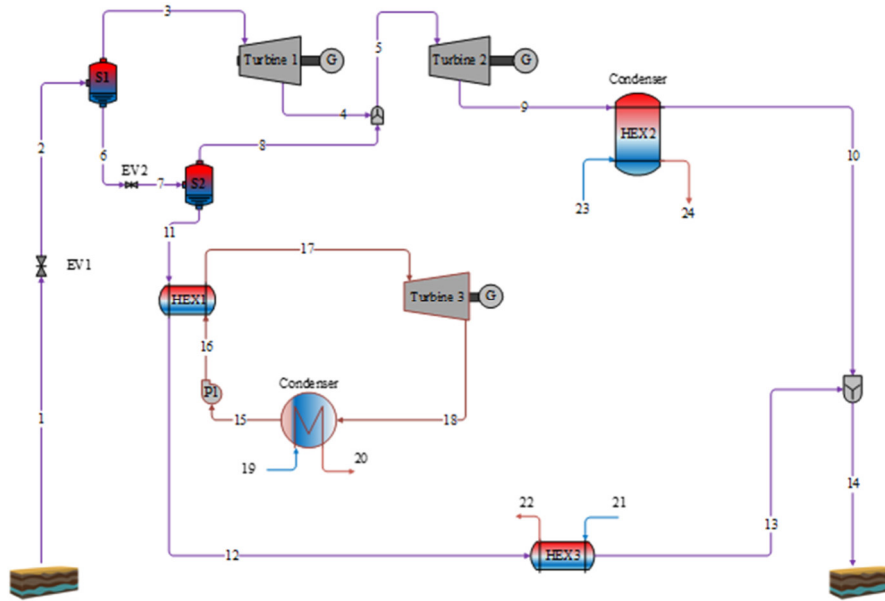 3
5
S1
Turbine 1
G
Turbine 2
G
Condenser
4
9
HEX2
2
6
8
10
EV2
7
S2
23
24
11
17
EV1
HEX1
Turbine 3
G
16
Condenser
P1
1
15
18
19
20
22
21
13
14
12
HEX3